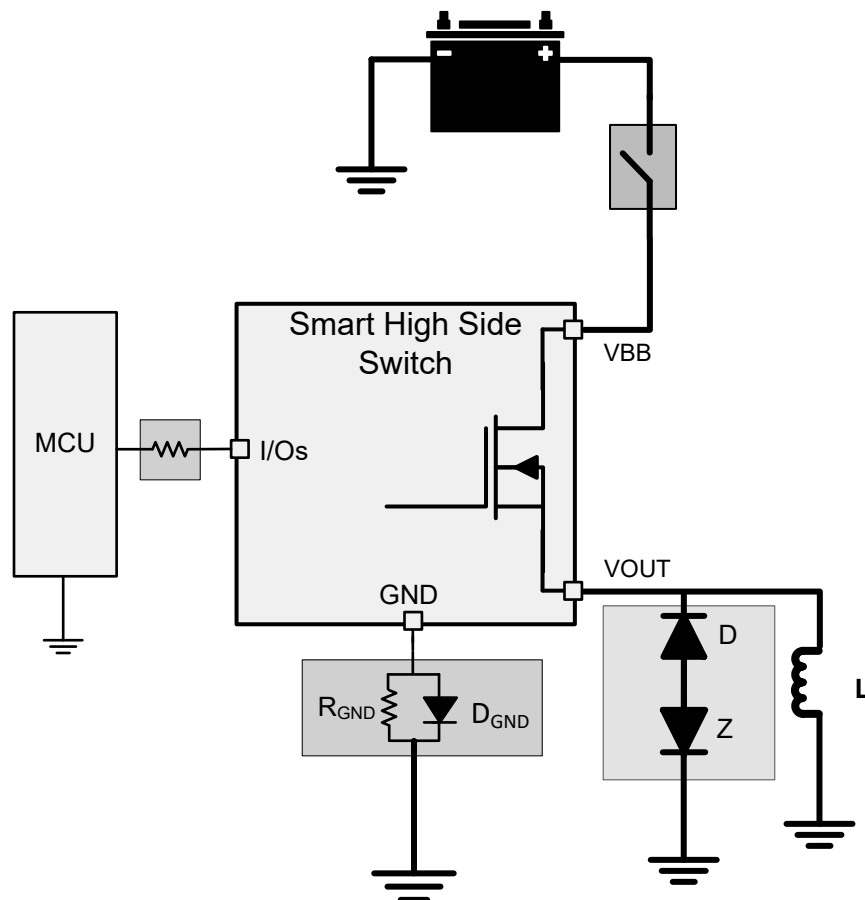 − +
Smart High Side
Switch
VBB
MCU
I/Os
VOUT
GND
D
RGND
DGND
L
Z